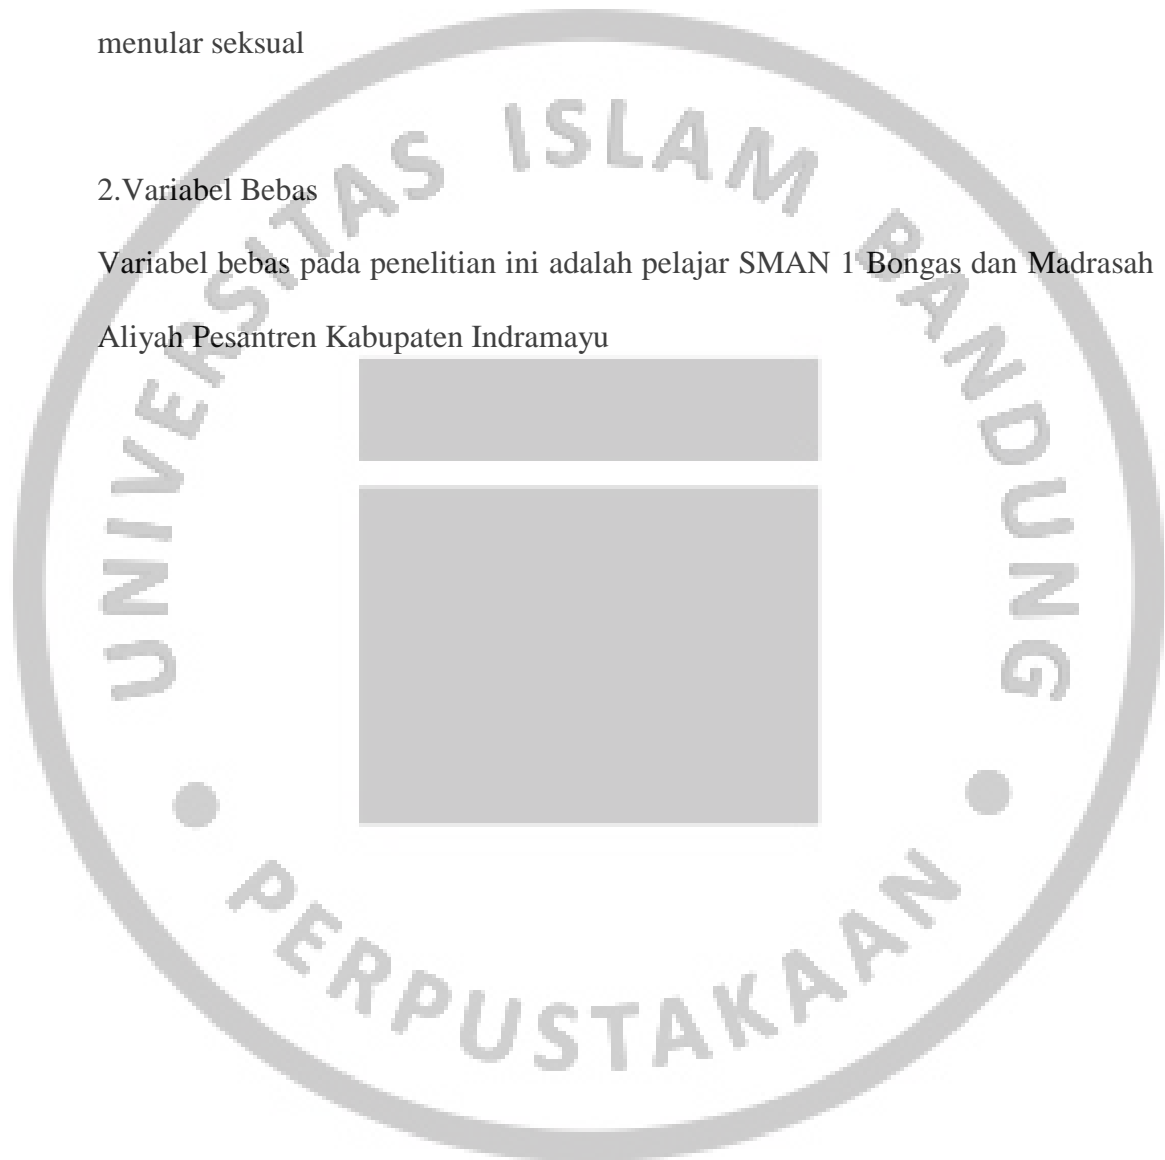 menular seksual
2.Variabel Bebas
Variabel bebas pada penelitian ini adalah pelajar SMAN 1 Bongas dan Madrasah
Aliyah Pesantren Kabupaten Indramayu
UNIVERSITAS ISLAM BANDUNG
PERPUSTAKAAN